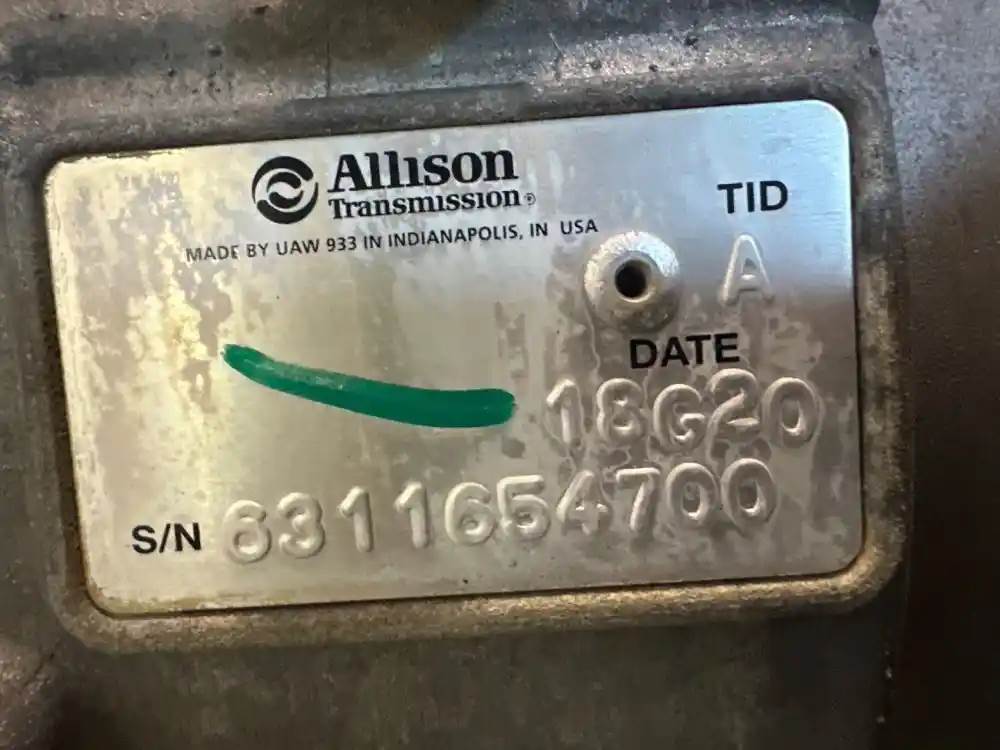 Allison
Transmission®
MADE BY UAW 933 IN INDIANAPOLIS, IN USA
TID
A
DATE
18G20
S/N 6311654700